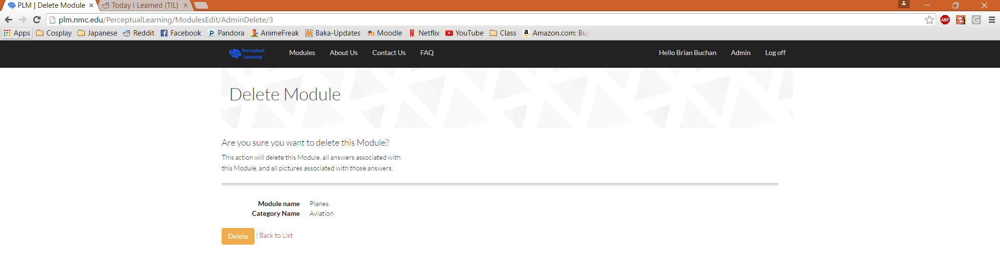 PLM | Delete Module
Today I Learned (TIL)
plm.nmc.edu/PerceptualLearning/ModulesEdit/AdminDelete/3
ABP
G
Apps Cosplay Japanese Reddit Facebook Pandora AnimeFreak Baka-Updates Moodle Netflix YouTube Class Amazon.com: Bu
Perceptual
Learning
Modules About Us Contact Us FAQ Hello Brian Buchan Admin Log off
Delete Module
Are you sure you want to delete this Module?
This action will delete this Module, all answers associated with
this Module, and all pictures associated with those answers.
Module name Planes
Category Name Aviation
Delete | Back to List